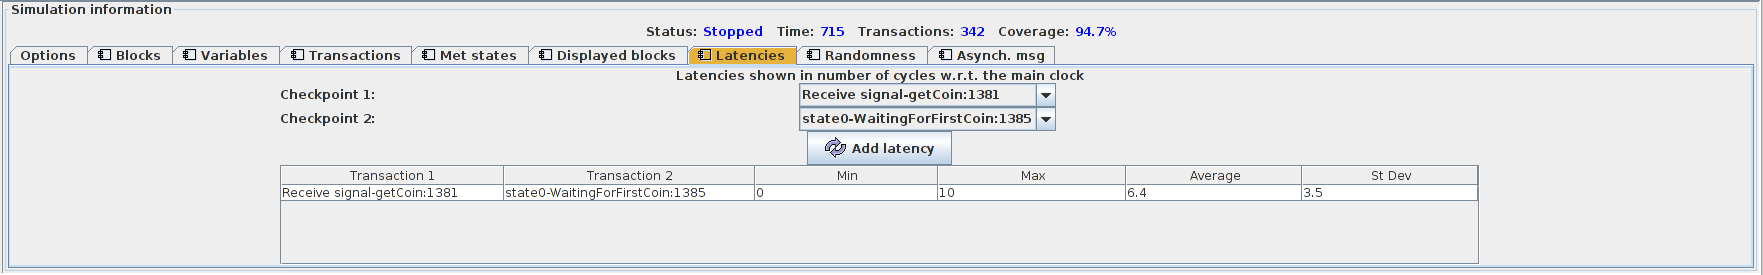 Simulation information
Status: Stopped Time: 715 Transactions: 342 Coverage: 94.7%
Options Blocks Variables Transactions Met states Displayed blocks Latencies Randomness Asynch. msg
Latencies shown in number of cycles w.r.t. the main clock
Checkpoint 1: Receive signal-getCoin:1381
Checkpoint 2: state0-WaitingForFirstCoin:1385
Add latency
Transaction 1 Transaction 2 Min Max Average St Dev
Receive signal-getCoin:1381 state0-WaitingForFirstCoin:1385 0 10 6.4 3.5